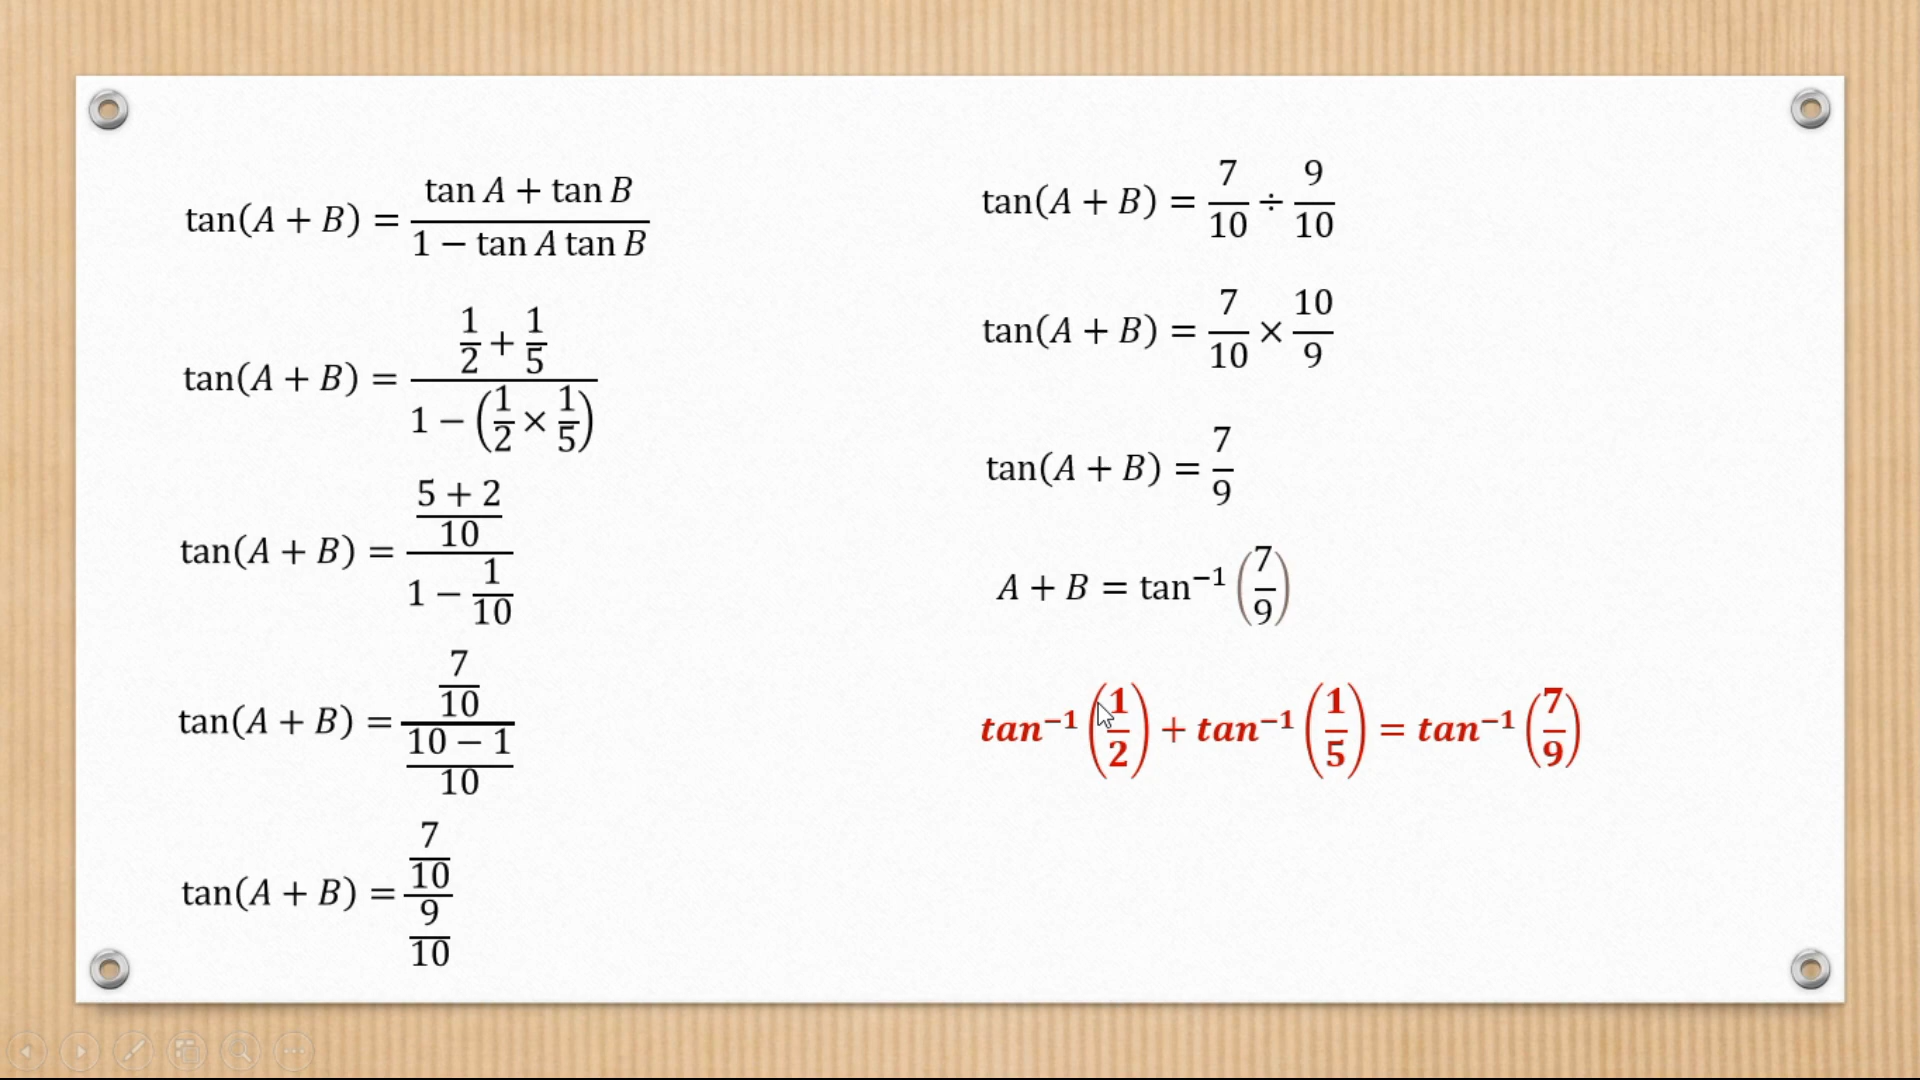 tan(A + B) = (tan A + tan B)/(1 − tan A tan B)
tan(A + B) = (1/2 + 1/5)/(1 − (1/2 × 1/5))
tan(A + B) = ((5 + 2)/10)/(1 − 1/10)
tan(A + B) = (7/10)/((10 − 1)/10)
tan(A + B) = (7/10)/(9/10)
tan(A + B) = 7/10 ÷ 9/10
tan(A + B) = 7/10 × 10/9
tan(A + B) = 7/9
A + B = tan⁻¹(7/9)
tan⁻¹(1/2) + tan⁻¹(1/5) = tan⁻¹(7/9)